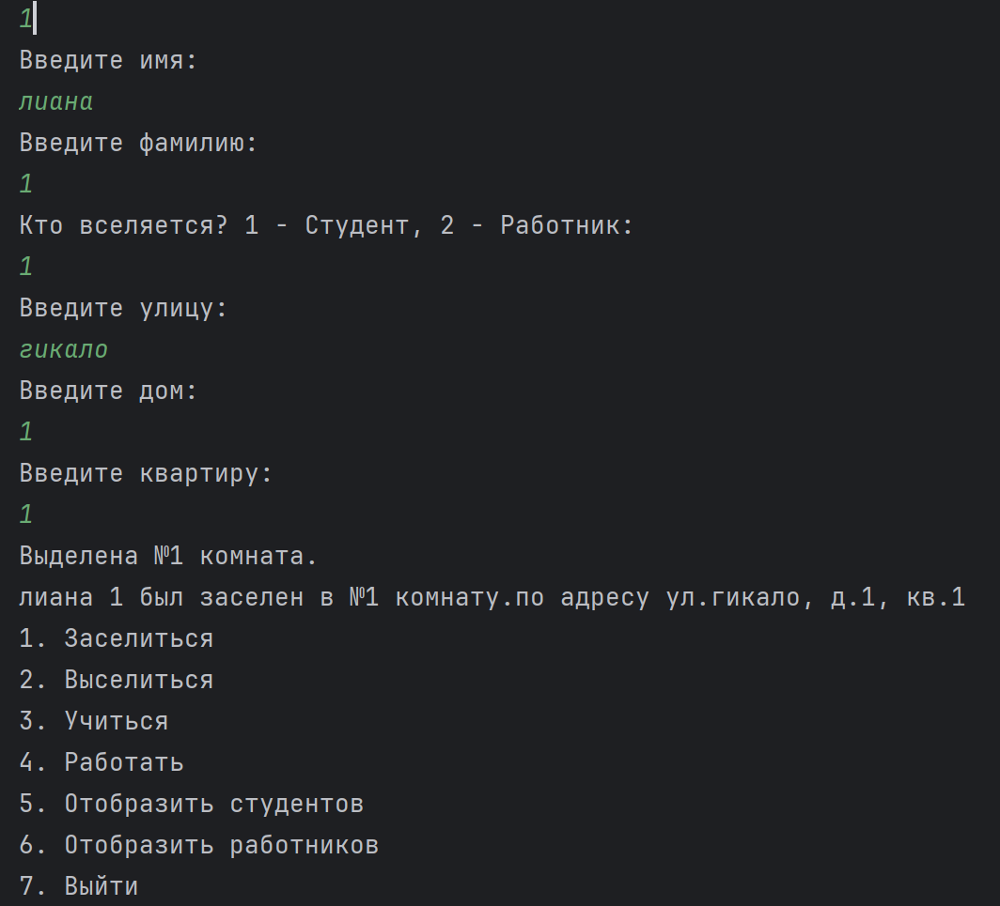 1
Введите имя:
лиана
Введите фамилию:
1
Кто вселяется? 1 - Студент, 2 - Работник:
1
Введите улицу:
гикало
Введите дом:
1
Введите квартиру:
1
Выделена №1 комната.
лиана 1 был заселен в №1 комнату.по адресу ул.гикало, д.1, кв.1
1. Заселиться
2. Выселиться
3. Учиться
4. Работать
5. Отобразить студентов
6. Отобразить работников
7. Выйти